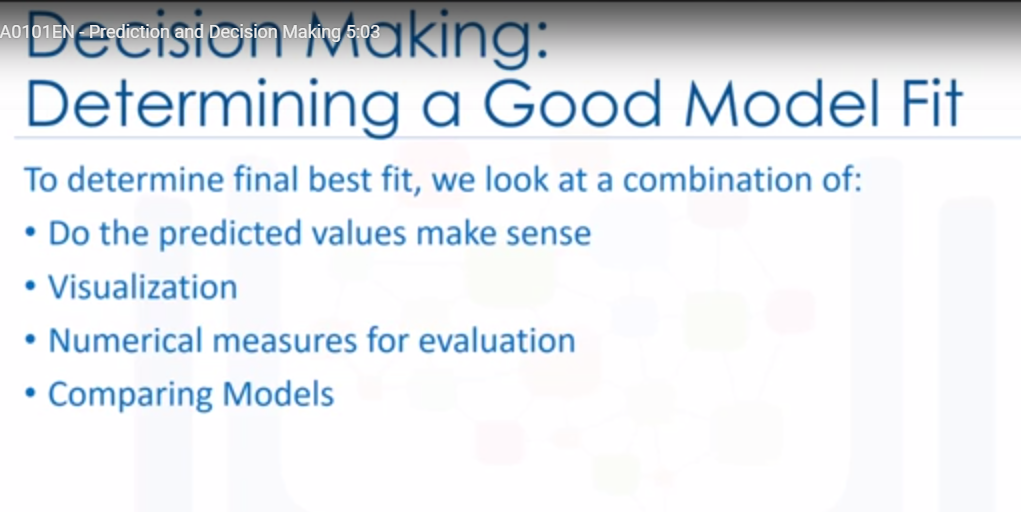 A0101EN - Prediction and Decision Making 5:03
Decision Making:
Determining a Good Model Fit
To determine final best fit, we look at a combination of:
• Do the predicted values make sense
• Visualization
• Numerical measures for evaluation
• Comparing Models